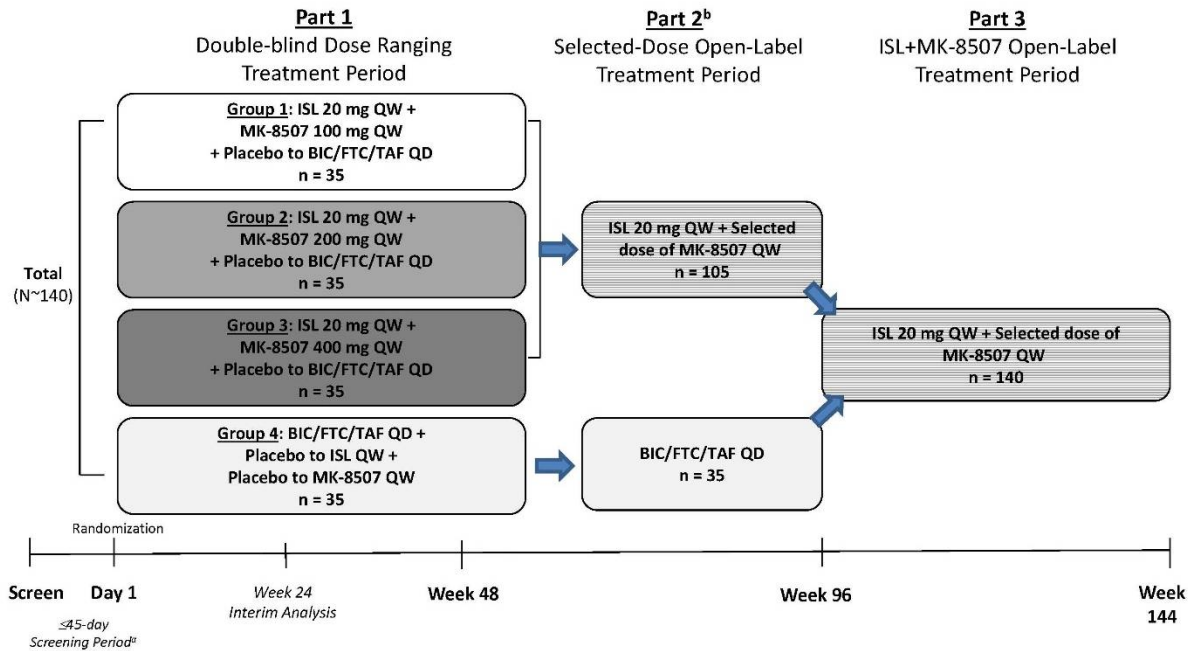 Part 1
Double-blind Dose Ranging
Treatment Period
Part 2ᵇ
Selected-Dose Open-Label
Treatment Period
Part 3
ISL+MK-8507 Open-Label
Treatment Period
Total
(N~140)
Group 1: ISL 20 mg QW +
MK-8507 100 mg QW
+ Placebo to BIC/FTC/TAF QD
n = 35
Group 2: ISL 20 mg QW +
MK-8507 200 mg QW
+ Placebo to BIC/FTC/TAF QD
n = 35
Group 3: ISL 20 mg QW +
MK-8507 400 mg QW
+ Placebo to BIC/FTC/TAF QD
n = 35
Group 4: BIC/FTC/TAF QD +
Placebo to ISL QW +
Placebo to MK-8507 QW
n = 35
ISL 20 mg QW + Selected
dose of MK-8507 QW
n = 105
BIC/FTC/TAF QD
n = 35
ISL 20 mg QW + Selected dose of
MK-8507 QW
n = 140
Randomization
Screen
Day 1
Week 24
Interim Analysis
Week 48
Week 96
Week
144
≤45-day
Screening Periodᵃ